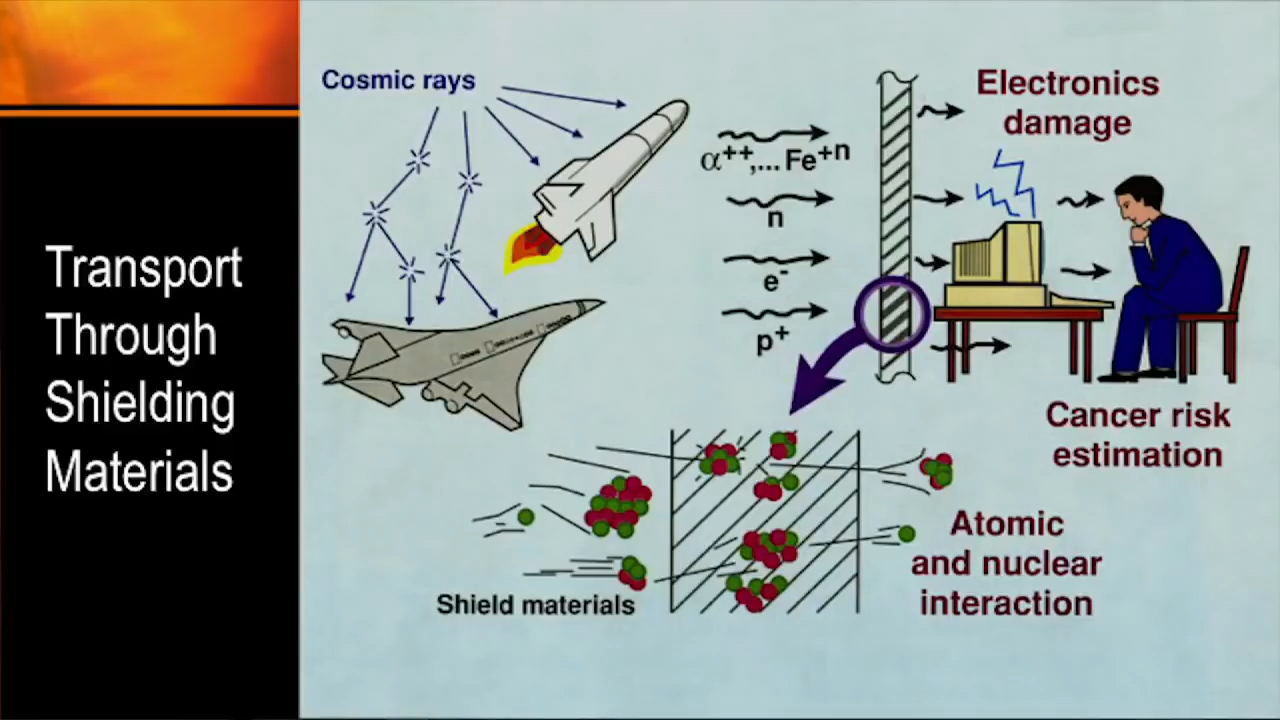 Transport
Through
Shielding
Materials
Cosmic rays
α⁺⁺,... Fe⁺ⁿ
n
e⁻
p⁺
Electronics
damage
Cancer risk
estimation
Shield materials
Atomic
and nuclear
interaction